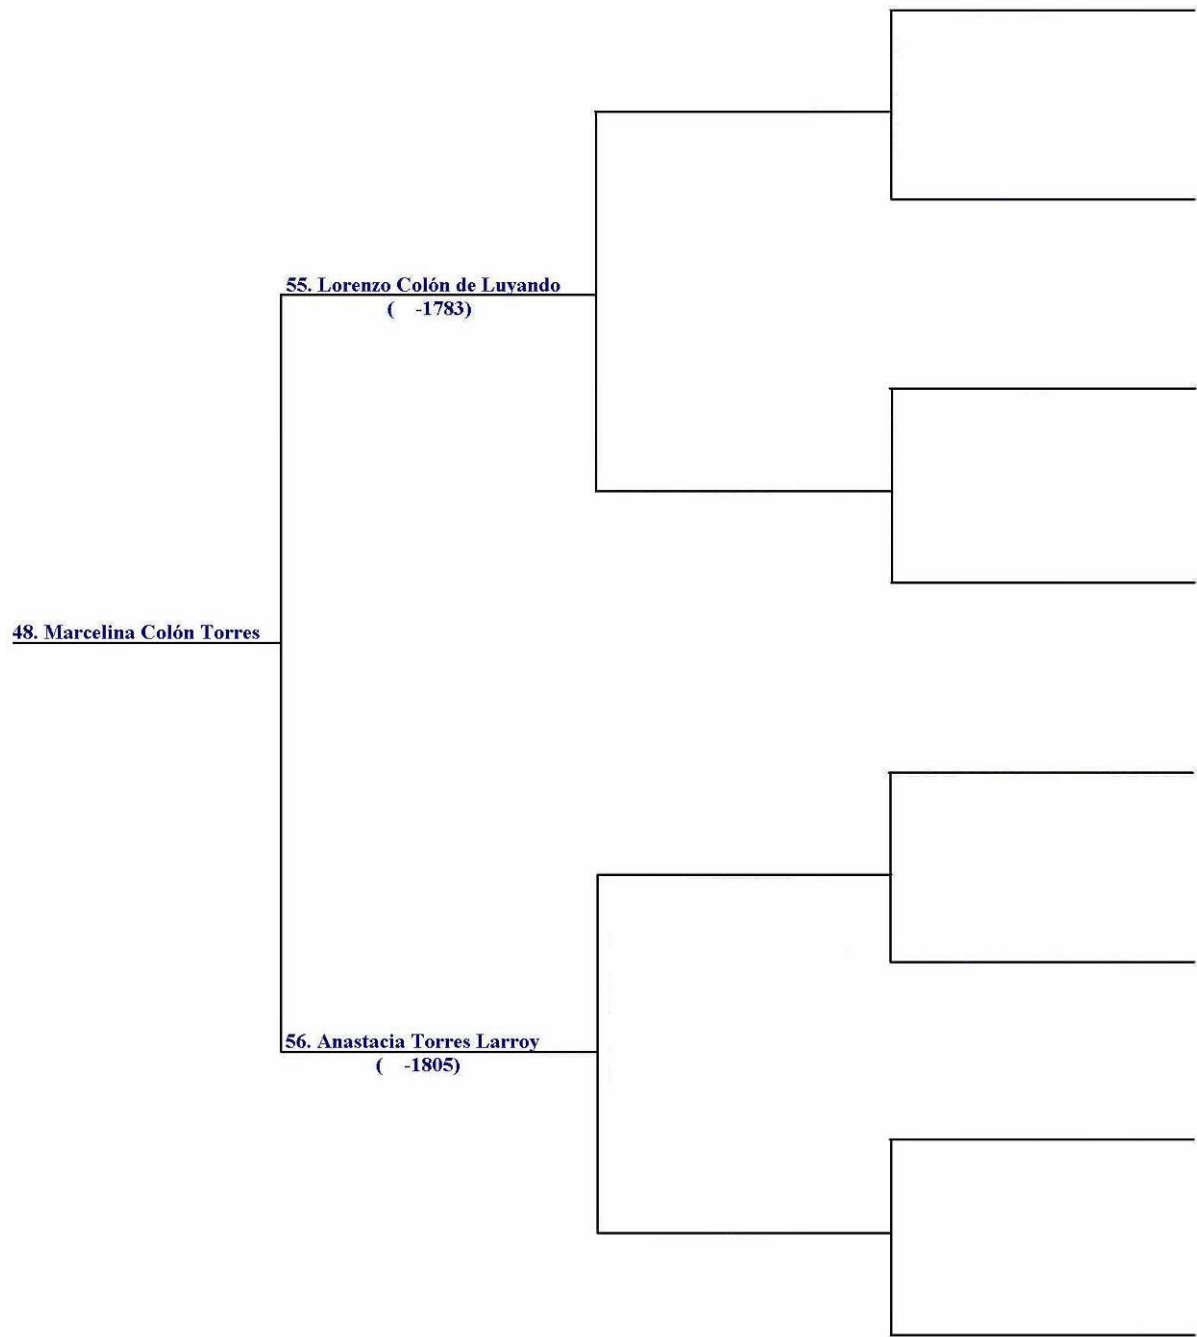 55. Lorenzo Colón de Luyando
( -1783)
48. Marcelina Colón Torres
56. Anastacia Torres Larroy
( -1805)